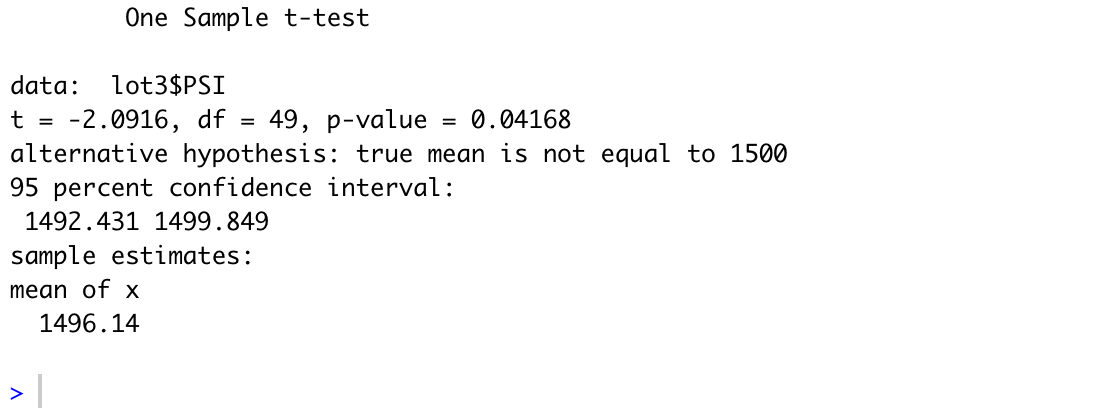 One Sample t-test
data:  lot3$PSI
t = -2.0916, df = 49, p-value = 0.04168
alternative hypothesis: true mean is not equal to 1500
95 percent confidence interval:
 1492.431 1499.849
sample estimates:
mean of x
  1496.14
>